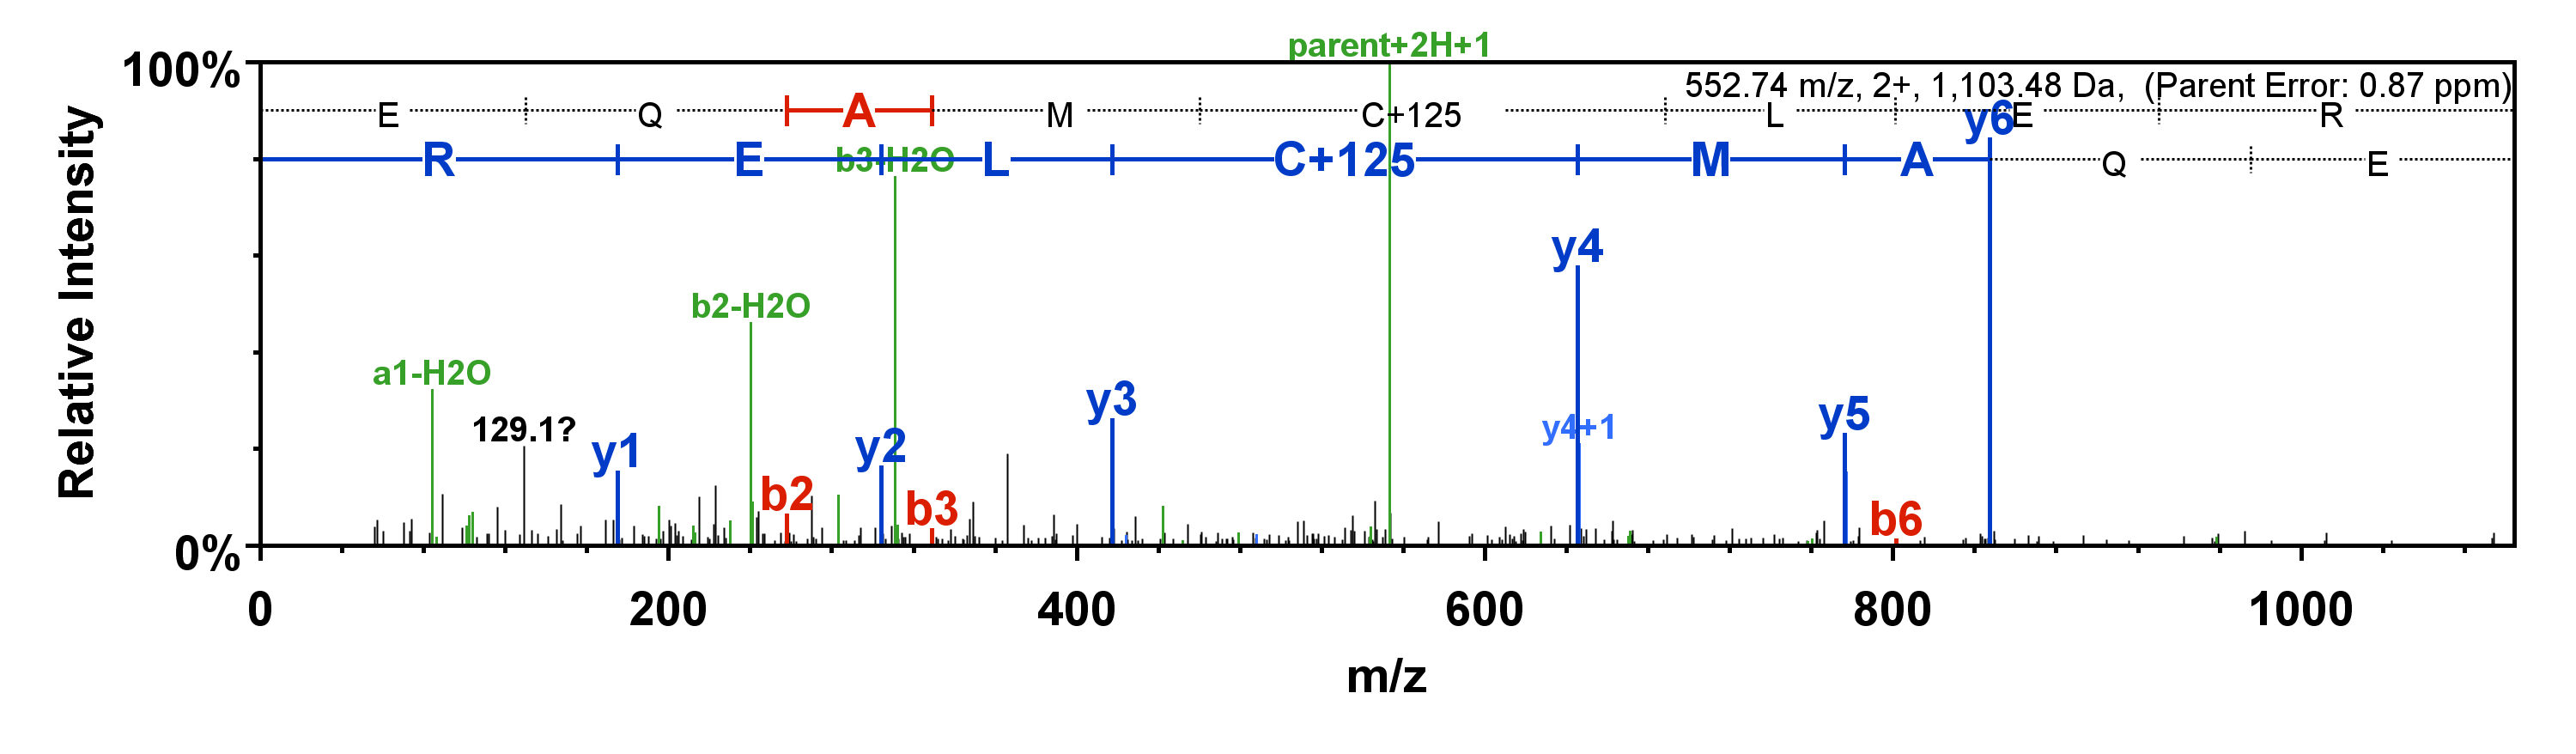 parent+2H+1
100%
552.74 m/z, 2+, 1,103.48 Da, (Parent Error: 0.87 ppm)
E Q A M C+125 L E R
y6
R E L C+125 M A Q E
b3-H2O
y4
b2-H2O
a1-H2O
y3
y5
129.1?
y4+1
y1
y2
b2
b3
b6
0%
Relative Intensity
0 200 400 600 800 1000
m/z